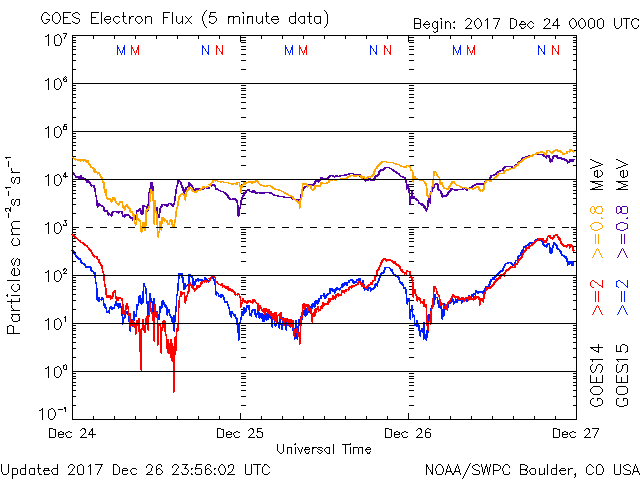 GOES Electron Flux (5 minute data)
Begin: 2017 Dec 24 0000 UTC
10⁷
M M N N M M N N M M N N
10⁶
10⁵
10⁴
10³
10²
10¹
10⁰
10⁻¹
Particles cm⁻²s⁻¹sr⁻¹
Dec 24 Dec 25 Dec 26 Dec 27
Universal Time
GOES14 >=2 >=0.8 MeV
GOES15 >=2 >=0.8 MeV
Updated 2017 Dec 26 23:56:02 UTC
NOAA/SWPC Boulder, CO USA